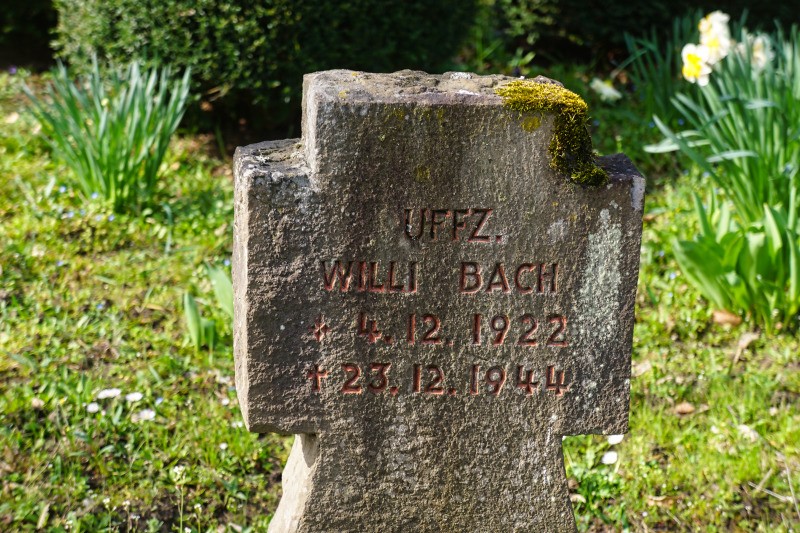 UFFZ.
WILLI BACH
* 4. 12. 1922
† 23. 12. 1944